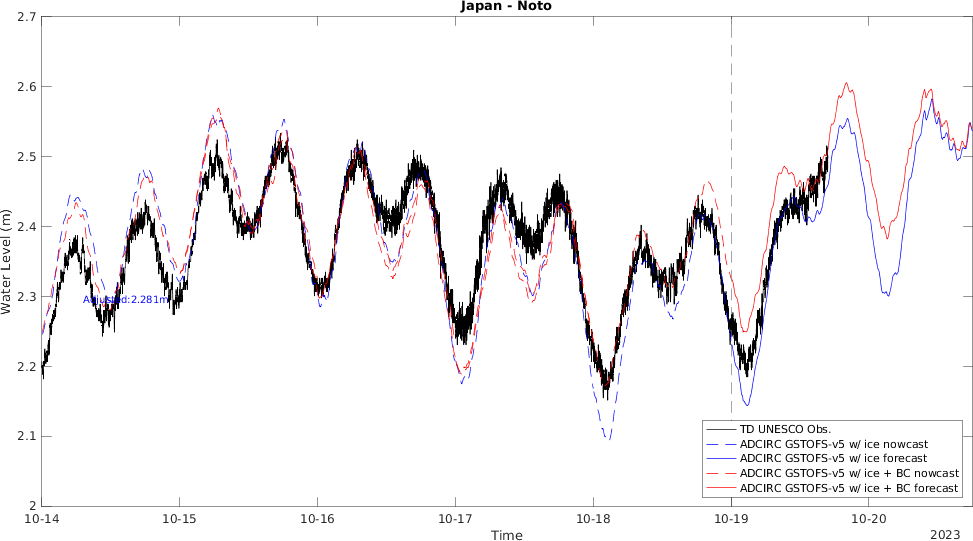 Japan - Noto
2.7
2.6
2.5
2.4
2.3
2.2
2.1
2
Water Level (m)
Adjusted:2.281m
TD UNESCO Obs.
ADCIRC GSTOFS-v5 w/ ice nowcast
ADCIRC GSTOFS-v5 w/ ice forecast
ADCIRC GSTOFS-v5 w/ ice + BC nowcast
ADCIRC GSTOFS-v5 w/ ice + BC forecast
10-14 10-15 10-16 10-17 10-18 10-19 10-20
Time
2023